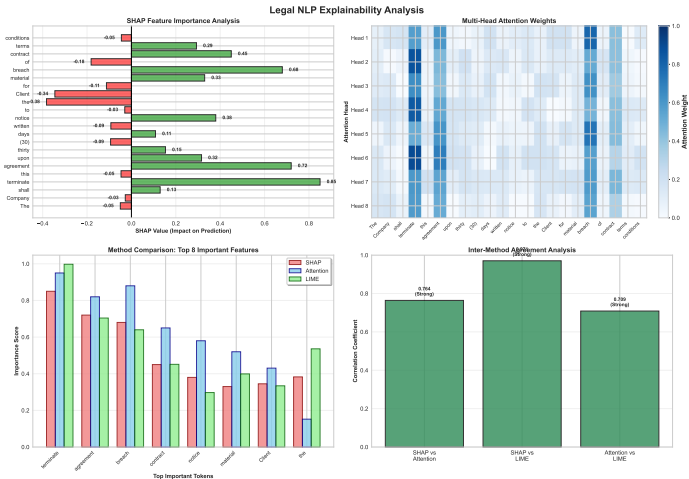 Legal NLP Explainability Analysis
SHAP Feature Importance Analysis
conditions
terms
contract
of
breach
material
for
Client
the
to
notice
written
days
(30)
thirty
upon
agreement
this
terminate
shall
Company
The
-0.05
0.29
0.45
-0.18
0.68
0.33
-0.11
-0.34
-0.38
-0.03
0.38
-0.09
0.11
-0.09
0.15
0.32
0.72
-0.05
0.85
0.13
-0.03
-0.05
−0.4 −0.2 0.0 0.2 0.4 0.6 0.8
SHAP Value (Impact on Prediction)
Multi-Head Attention Weights
Attention Head
Head 1
Head 2
Head 3
Head 4
Head 5
Head 6
Head 7
Head 8
The Company shall terminate this agreement upon thirty (30) days written notice to the Client for material breach of contract terms conditions
1.0
0.8
0.6
0.4
0.2
0.0
Attention Weight
Method Comparison: Top 8 Important Features
SHAP
Attention
LIME
Importance Score
1.0
0.8
0.6
0.4
0.2
0.0
terminate agreement breach contract notice material Client the
Top Important Tokens
Inter-Method Agreement Analysis
(Strong)
0.764
(Strong)
(Strong)
Correlation Coefficient
1.0
0.8
0.6
0.4
0.2
0.0
SHAP vs
Attention
SHAP vs
LIME
Attention vs
LIME